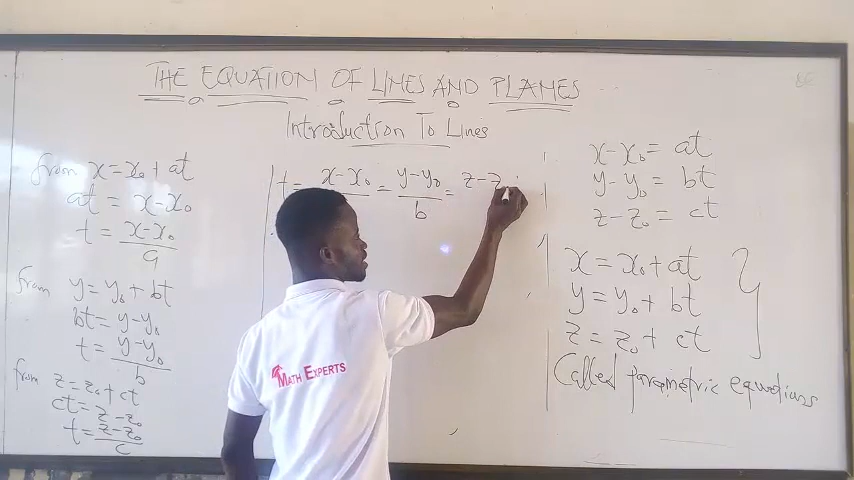 THE EQUATION OF LINES AND PLAMES
Introduction To Lines
from x = x₀ + at
at = x - x₀
t = x - x₀ / a
from y = y₀ + bt
bt = y - y₀
t = y - y₀ / b
from z = z₀ + ct
ct = z - z₀
t = z - z₀ / c
t = x - x₀ = y - y₀ / b = z - z
x - x₀ = at
y - y₀ = bt
z - z₀ = ct
x = x₀ + at
y = y₀ + bt
z = z₀ + ct
Called parametric equations
MATH EXPERTS